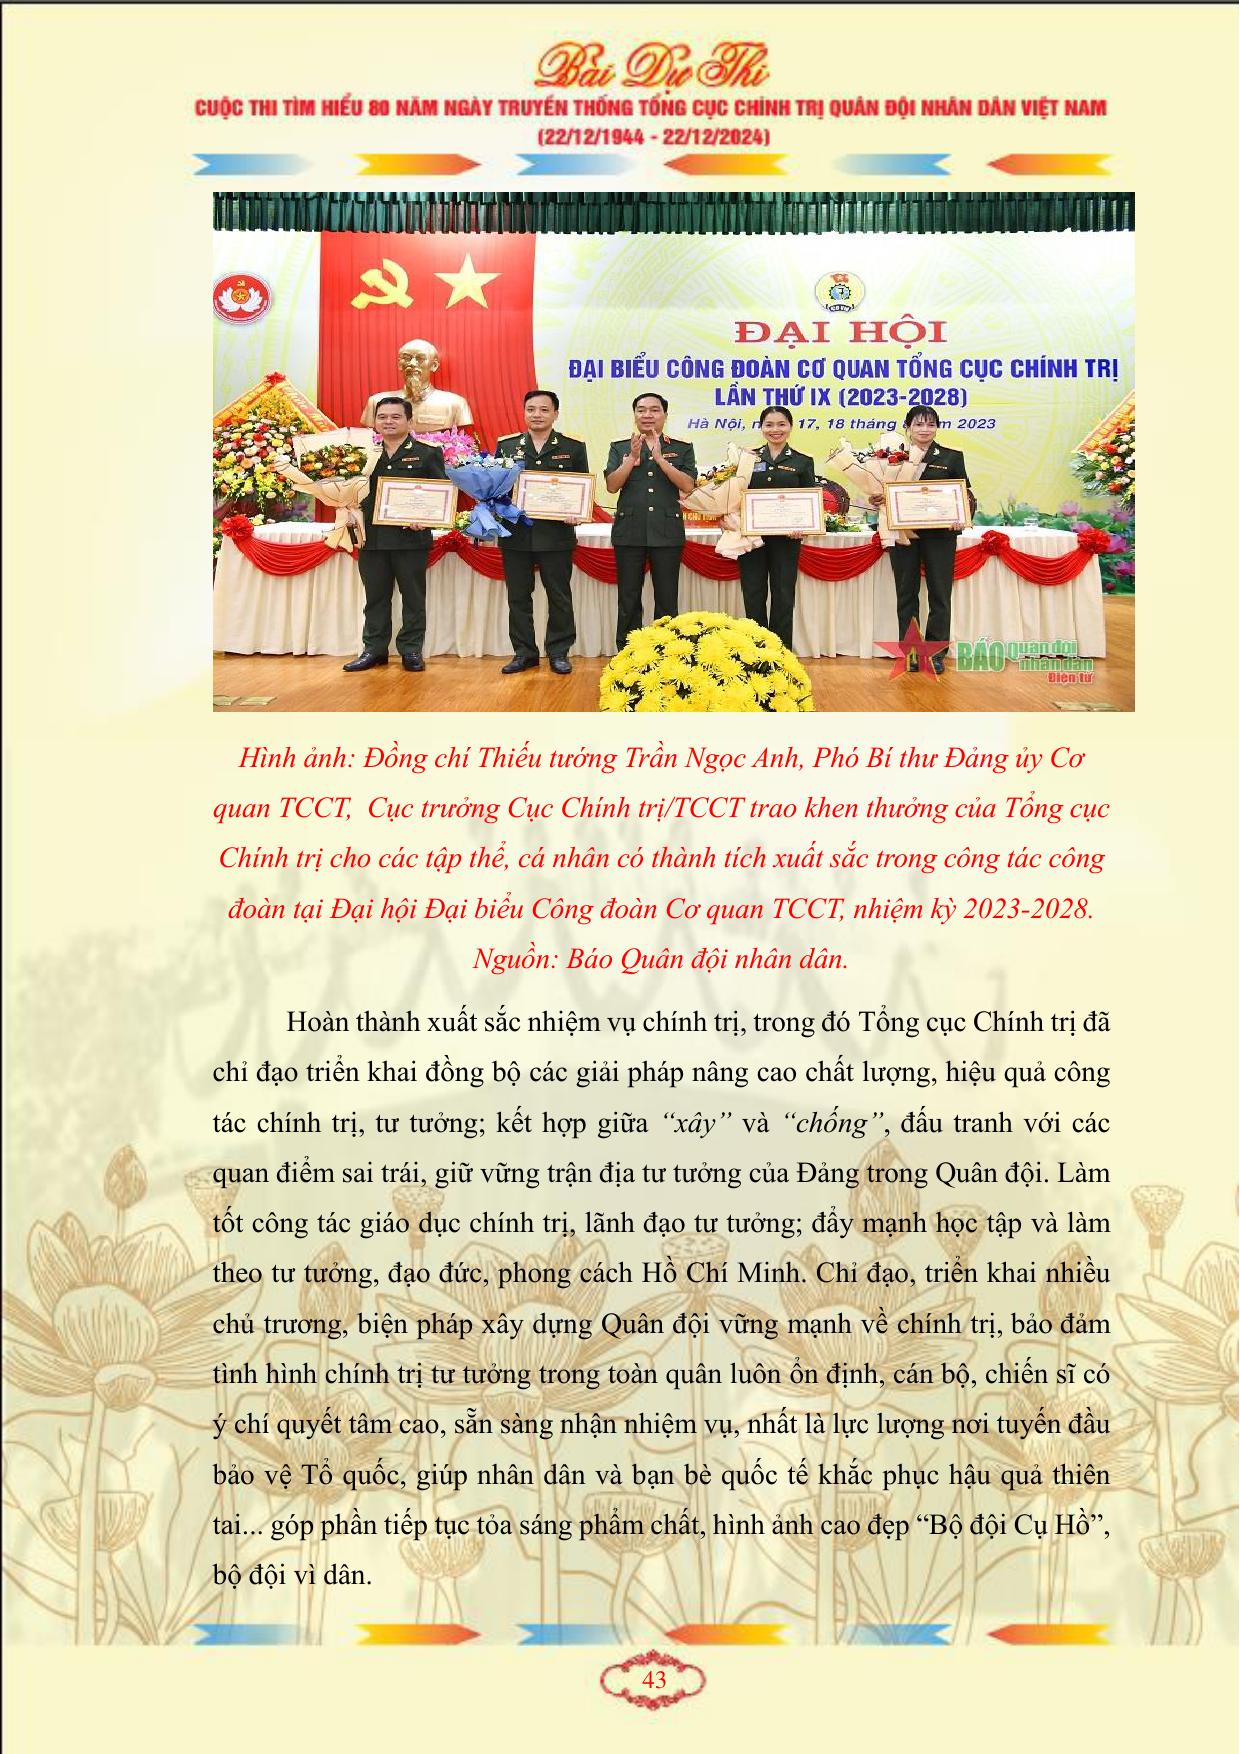 Bài Dự Thi
CUỘC THI TÌM HIỂU 80 NĂM NGÀY TRUYỀN THỐNG TỔNG CỤC CHÍNH TRỊ QUÂN ĐỘI NHÂN DÂN VIỆT NAM
(22/12/1944 - 22/12/2024)
ĐẠI HỘI
ĐẠI BIỂU CÔNG ĐOÀN CƠ QUAN TỔNG CỤC CHÍNH TRỊ
LẦN THỨ IX (2023-2028)
Hà Nội, 17, 18 tháng 2023
BÁO Quân đội
nhân dân
Điện tử
Hình ảnh: Đồng chí Thiếu tướng Trần Ngọc Anh, Phó Bí thư Đảng ủy Cơ
quan TCCT, Cục trưởng Cục Chính trị/TCCT trao khen thưởng của Tổng cục
Chính trị cho các tập thể, cá nhân có thành tích xuất sắc trong công tác công
đoàn tại Đại hội Đại biểu Công đoàn Cơ quan TCCT, nhiệm kỳ 2023-2028.
Nguồn: Báo Quân đội nhân dân.
Hoàn thành xuất sắc nhiệm vụ chính trị, trong đó Tổng cục Chính trị đã
chỉ đạo triển khai đồng bộ các giải pháp nâng cao chất lượng, hiệu quả công
tác chính trị, tư tưởng; kết hợp giữa “xây” và “chống”, đấu tranh với các
quan điểm sai trái, giữ vững trận địa tư tưởng của Đảng trong Quân đội. Làm
tốt công tác giáo dục chính trị, lãnh đạo tư tưởng; đẩy mạnh học tập và làm
theo tư tưởng, đạo đức, phong cách Hồ Chí Minh. Chỉ đạo, triển khai nhiều
chủ trương, biện pháp xây dựng Quân đội vững mạnh về chính trị, bảo đảm
tình hình chính trị tư tưởng trong toàn quân luôn ổn định, cán bộ, chiến sĩ có
ý chí quyết tâm cao, sẵn sàng nhận nhiệm vụ, nhất là lực lượng nơi tuyến đầu
bảo vệ Tổ quốc, giúp nhân dân và bạn bè quốc tế khắc phục hậu quả thiên
tai... góp phần tiếp tục tỏa sáng phẩm chất, hình ảnh cao đẹp “Bộ đội Cụ Hồ”,
bộ đội vì dân.
43